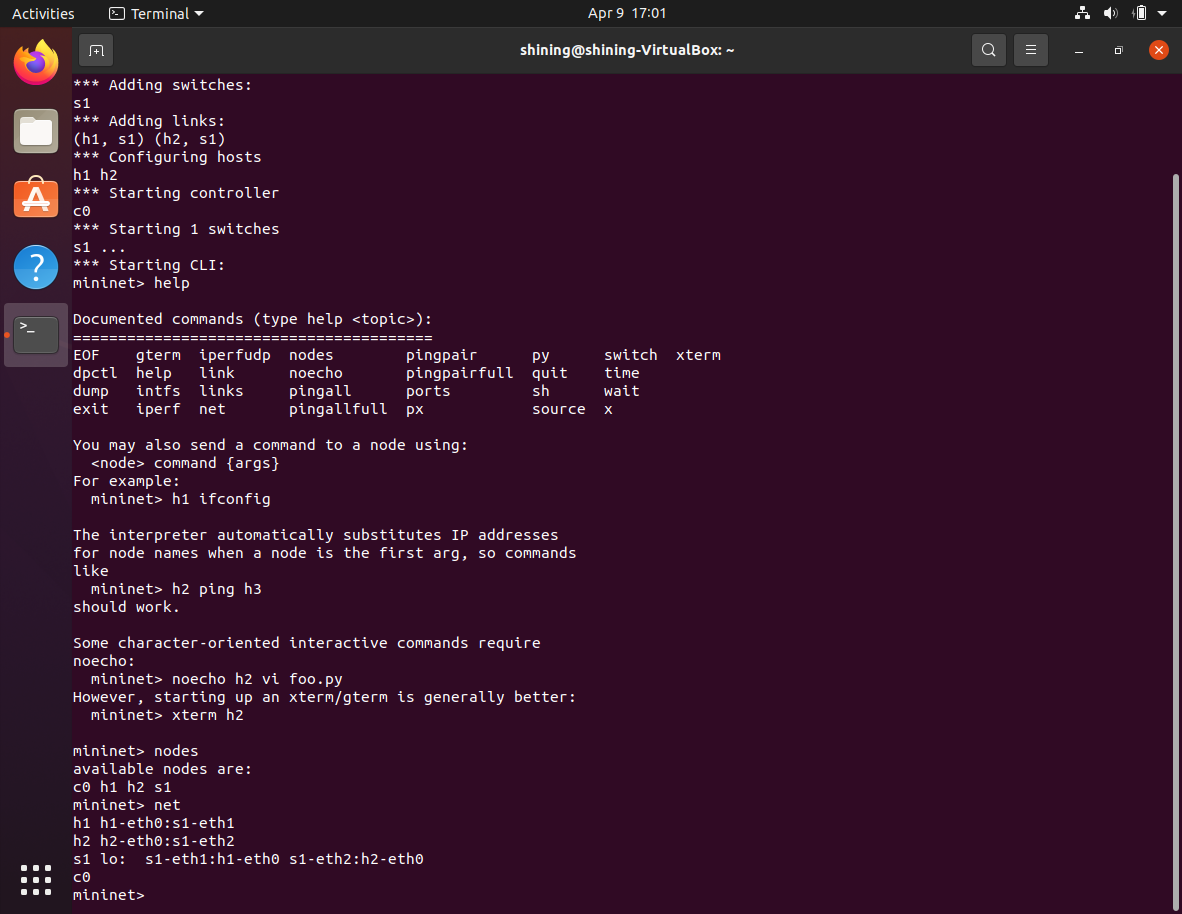 Activities Terminal Apr 9 17:01
shining@shining-VirtualBox: ~
*** Adding switches:
s1
*** Adding links:
(h1, s1) (h2, s1)
*** Configuring hosts
h1 h2
*** Starting controller
c0
*** Starting 1 switches
s1 ...
*** Starting CLI:
mininet> help
Documented commands (type help <topic>):
========================================
EOF    gterm  iperfudp  nodes        pingpair      py      switch  xterm
dpctl  help   link      noecho       pingpairfull  quit    time
dump   intfs  links     pingall      ports         sh      wait
exit   iperf  net       pingallfull  px            source  x
You may also send a command to a node using:
  <node> command {args}
For example:
  mininet> h1 ifconfig
The interpreter automatically substitutes IP addresses
for node names when a node is the first arg, so commands
like
  mininet> h2 ping h3
should work.
Some character-oriented interactive commands require
noecho:
  mininet> noecho h2 vi foo.py
However, starting up an xterm/gterm is generally better:
  mininet> xterm h2
mininet> nodes
available nodes are:
c0 h1 h2 s1
mininet> net
h1 h1-eth0:s1-eth1
h2 h2-eth0:s1-eth2
s1 lo:  s1-eth1:h1-eth0 s1-eth2:h2-eth0
c0
mininet>